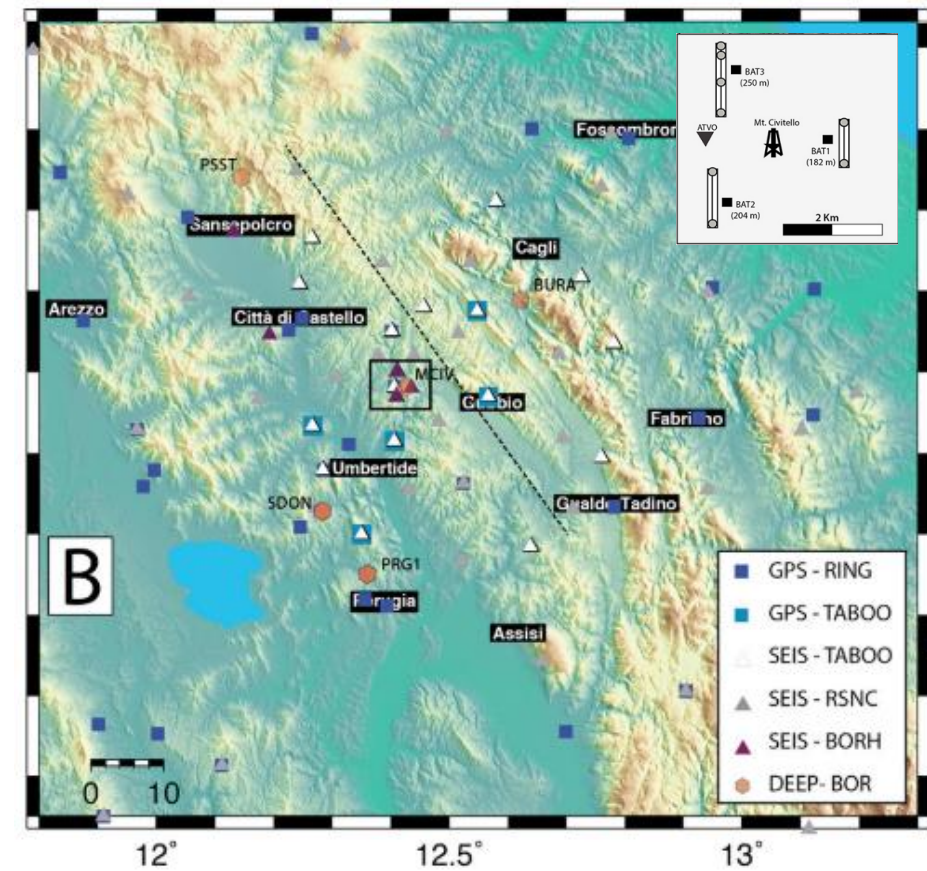 BAT3
(250 m)
ATVO
Mt. Civitello
BAT1
(182 m)
BAT2
(204 m)
2 Km
Fossombron
PSST
Sansepolcro
Cagli
BURA
Arezzo
Città di Castello
MCIV
Gubbio
Fabriano
Umbertide
SDON
Gualdo Tadino
PRG1
Perugia
Assisi
B
GPS - RING
GPS - TABOO
SEIS - TABOO
SEIS - RSNC
SEIS - BORH
DEEP- BOR
0 10
12° 12.5° 13°